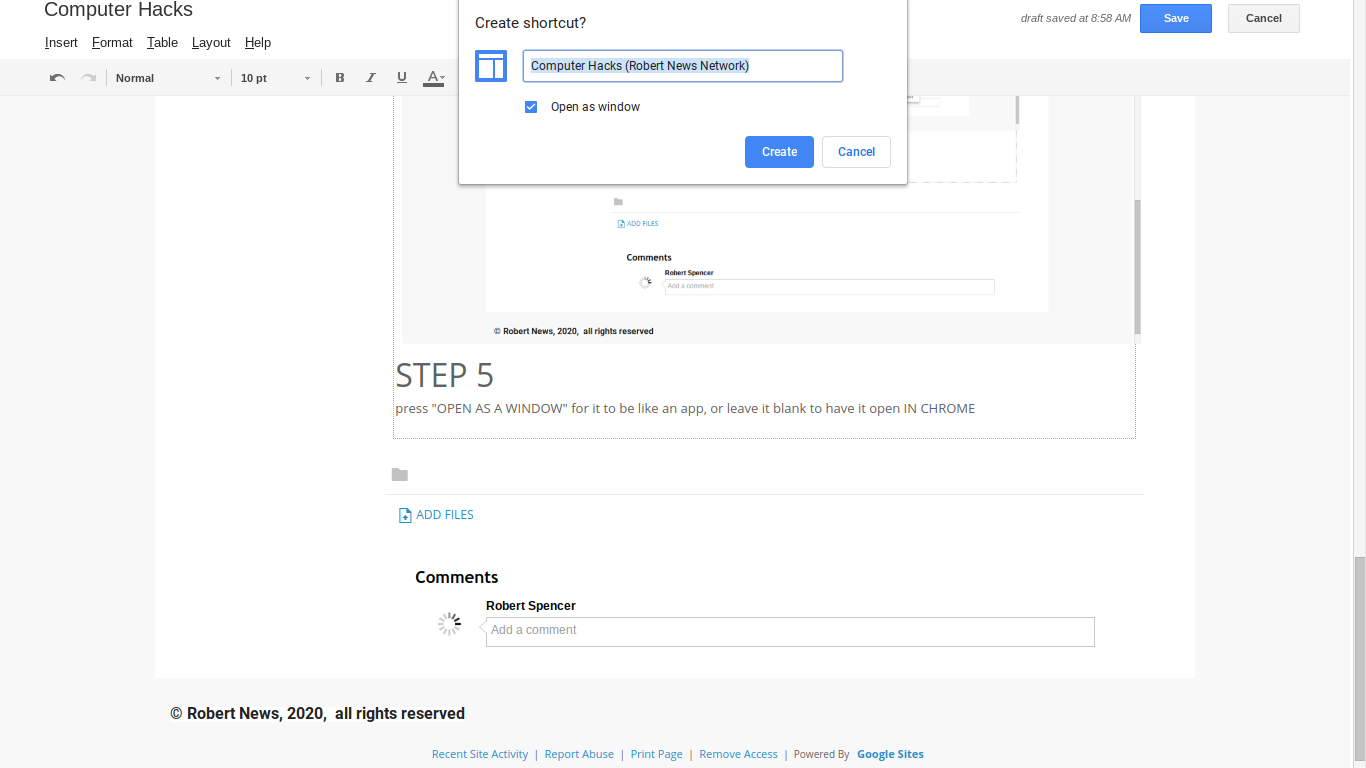 Computer Hacks
draft saved at 8:58 AM
Save
Cancel
Insert Format Table Layout Help
Normal
10 pt
B I U A
Create shortcut?
Computer Hacks (Robert News Network)
Open as window
Create
Cancel
ADD FILES
Comments
Robert Spencer
Add a comment
© Robert News, 2020, all rights reserved
STEP 5
press "OPEN AS A WINDOW" for it to be like an app, or leave it blank to have it open IN CHROME
ADD FILES
Comments
Robert Spencer
Add a comment
© Robert News, 2020, all rights reserved
Recent Site Activity | Report Abuse | Print Page | Remove Access | Powered By Google Sites